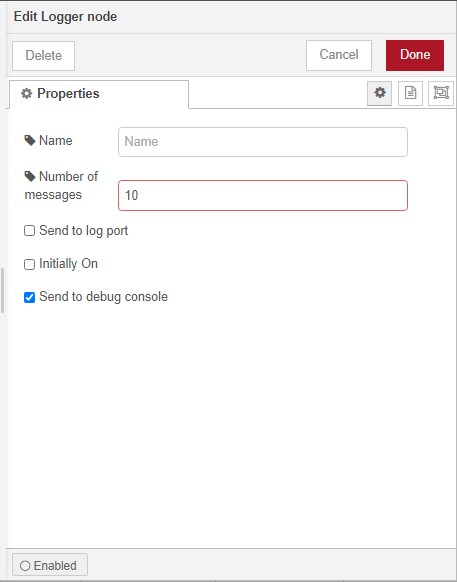 Edit Logger node
Delete
Cancel
Done
Properties
Name
Name
Number of
messages
10
Send to log port
Initially On
Send to debug console
Enabled